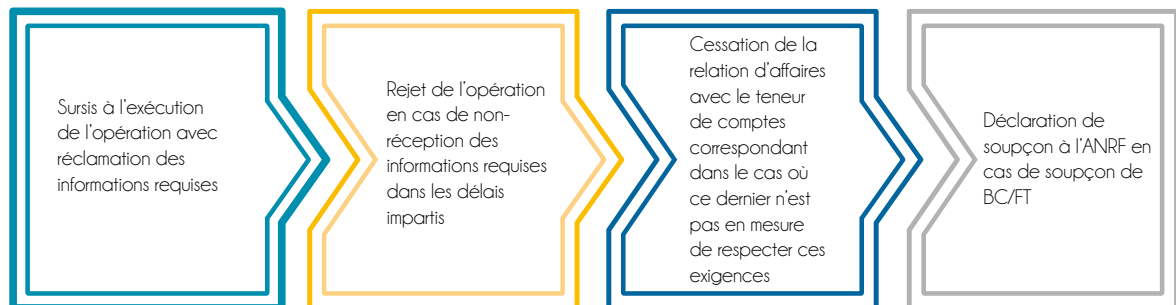 Sursis à l'exécution
de l'opération avec
réclamation des
informations requises
Rejet de l'opération
en cas de non-
réception des
informations requises
dans les délais
impartis
Cessation de la
relation d'affaires
avec le teneur
de comptes
correspondant
dans le cas où
ce dernier n'est
pas en mesure
de respecter ces
exigences
Déclaration de
soupçon à l'ANRF en
cas de soupçon de
BC/FT